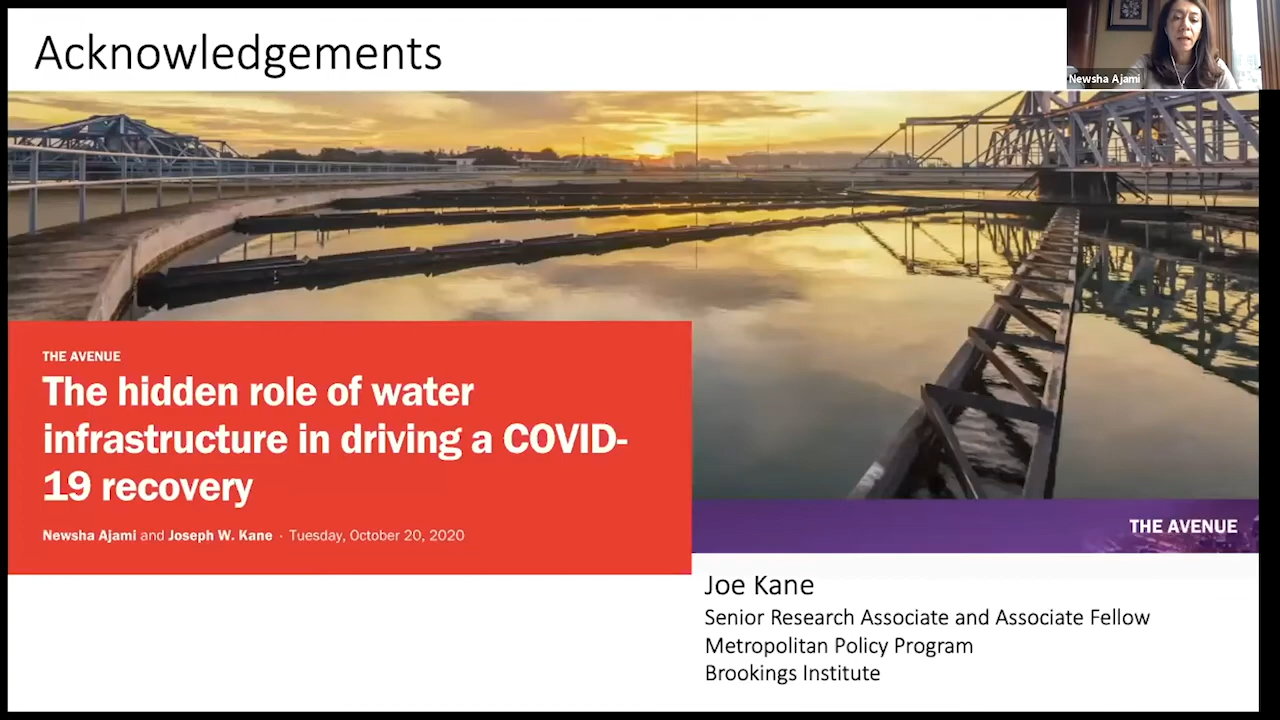 Acknowledgements
Newsha Ajami
THE AVENUE
The hidden role of water
infrastructure in driving a COVID-
19 recovery
Newsha Ajami and Joseph W. Kane · Tuesday, October 20, 2020
THE AVENUE
Joe Kane
Senior Research Associate and Associate Fellow
Metropolitan Policy Program
Brookings Institute